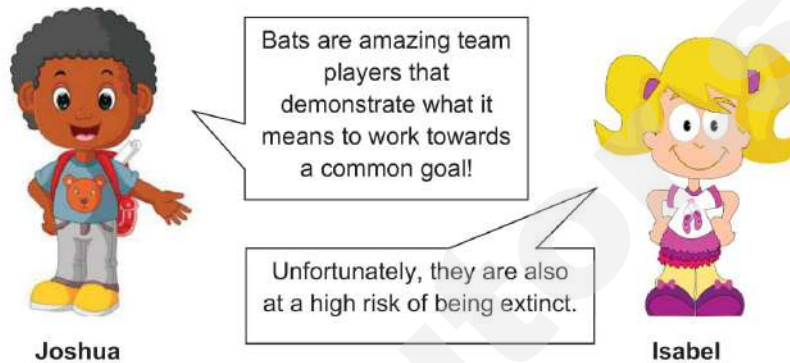 Bats are amazing team
players that
demonstrate what it
means to work towards
a common goal!
Unfortunately, they are also
at a high risk of being extinct.
Joshua
Isabel